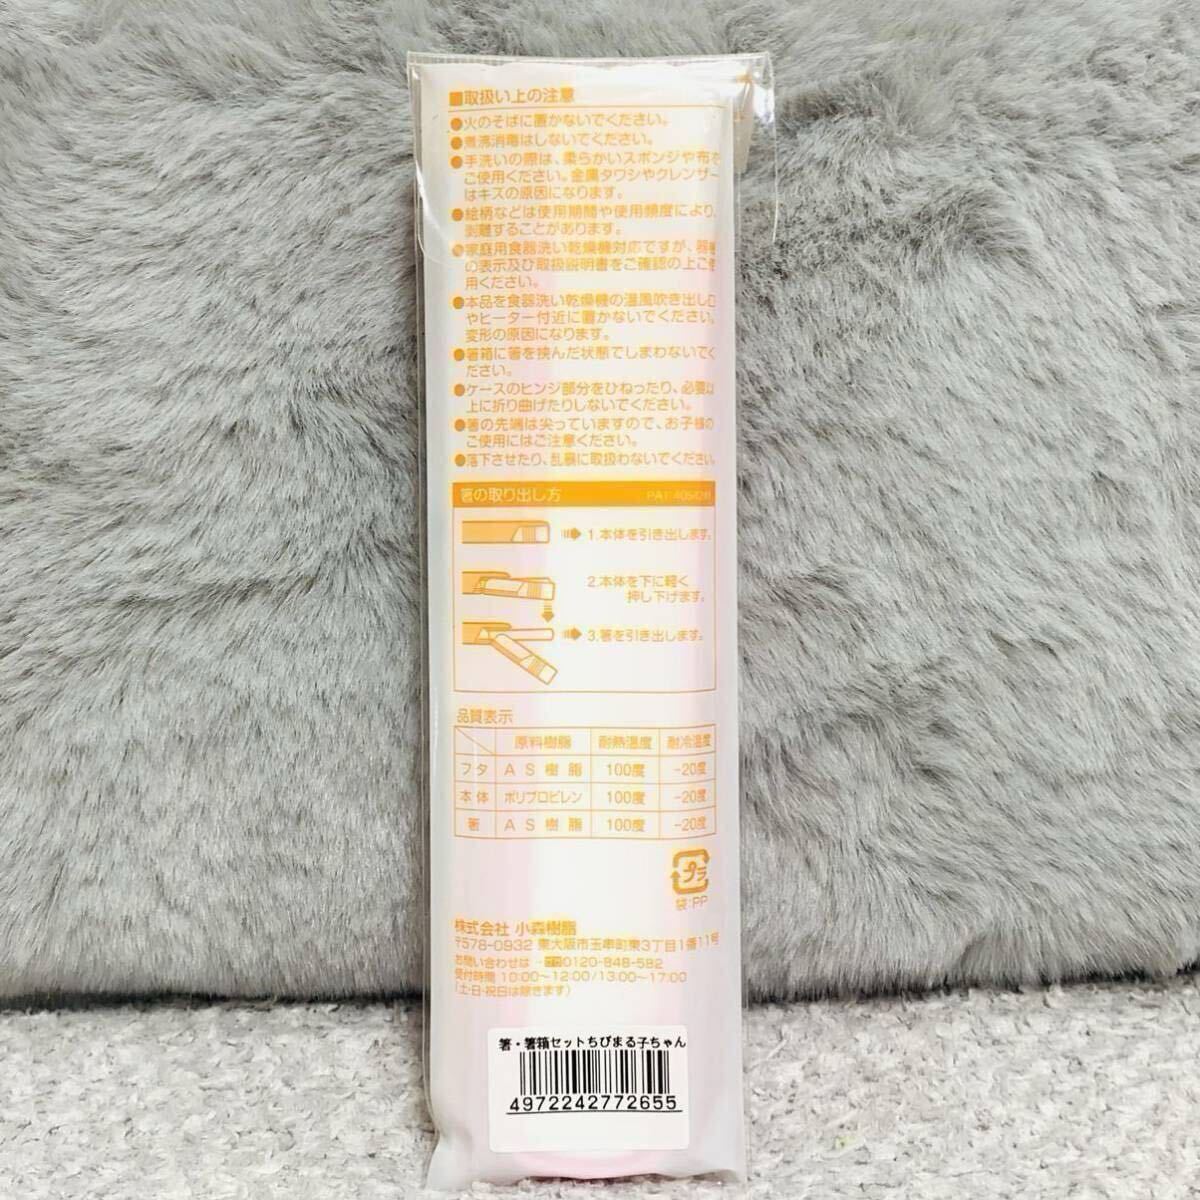 ■取扱い上の注意
●火のそばに置かないでください。
●煮沸消毒はしないでください。
●手洗いの際は、柔らかいスポンジや布を
ご使用ください。金属タワシやクレンザー
はキズの原因になります。
●絵柄などは使用期間や使用頻度により、
剥離することがあります。
●家庭用食器洗い乾燥機対応ですが、器
の表示及び取扱説明書をご確認の上ご使
用ください。
●本品を食器洗い乾燥機の温風吹き出し口
やヒーター付近に置かないでください。
変形の原因になります。
●箸箱に箸を挟んだ状態でしまわないでく
ださい。
●ケースのヒンジ部分をひねったり、必要以
上に折り曲げたりしないでください。
●箸の先端は尖っていますので、お子様の
ご使用にはご注意ください。
●落下させたり、乱暴に取扱わないでください。
箸の取り出し方 PAT
1.本体を引き出します。
2.本体を下に軽く
押し下げます。
3.箸を引き出します。
品質表示
原料樹脂 耐熱温度 耐冷温度
フタ AS樹脂 100度 -20度
本体 ポリプロピレン 100度 -20度
箸 AS樹脂 100度 -20度
プラ
袋:PP
株式会社 小森樹脂
〒578-0932 東大阪市玉串町東3丁目1番11号
お問い合わせは 0120-848-582
受付時間 10:00〜12:00/13:00〜17:00
(土・日・祝日は除きます)
箸・箸箱セットちびまる子ちゃん
4972242772655